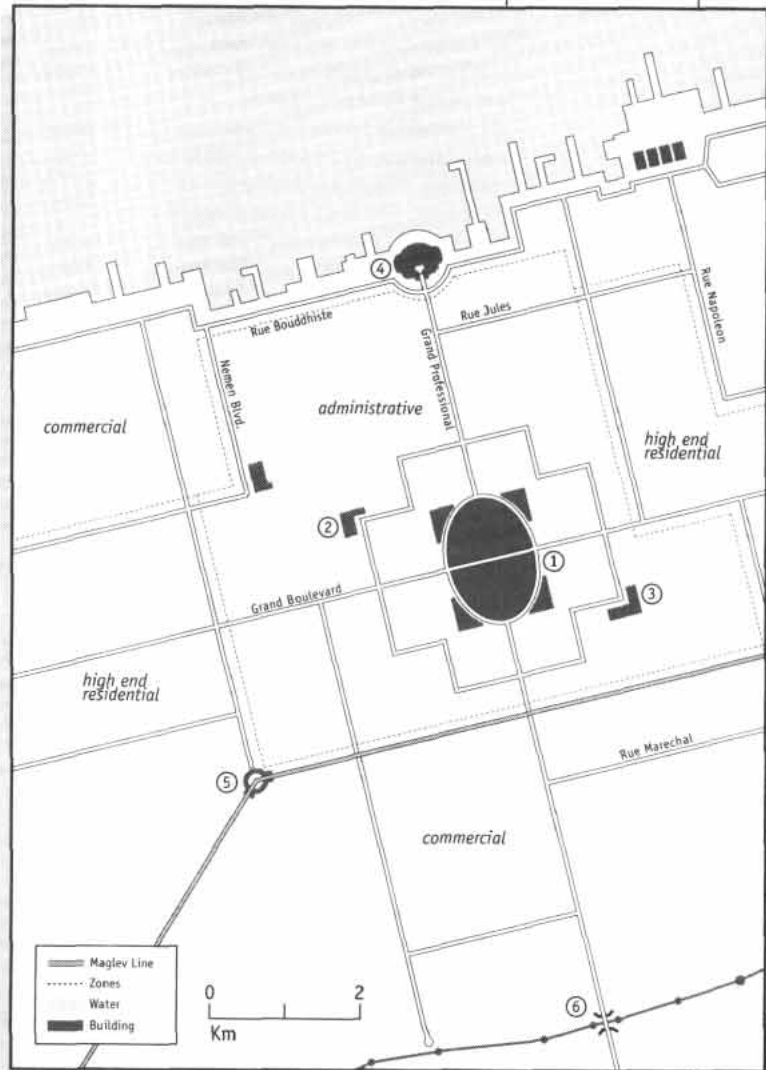 4
Rue Bouddhiste
Rue Jules
Rue Napoleon
Nemen Blvd.
Grand Professional
commercial
administrative
high end
residential
2
1
3
Grand Boulevard
high end
residential
5
Rue Marechal
commercial
6
Maglev Line
Zones
Water
Building
0 2
Km